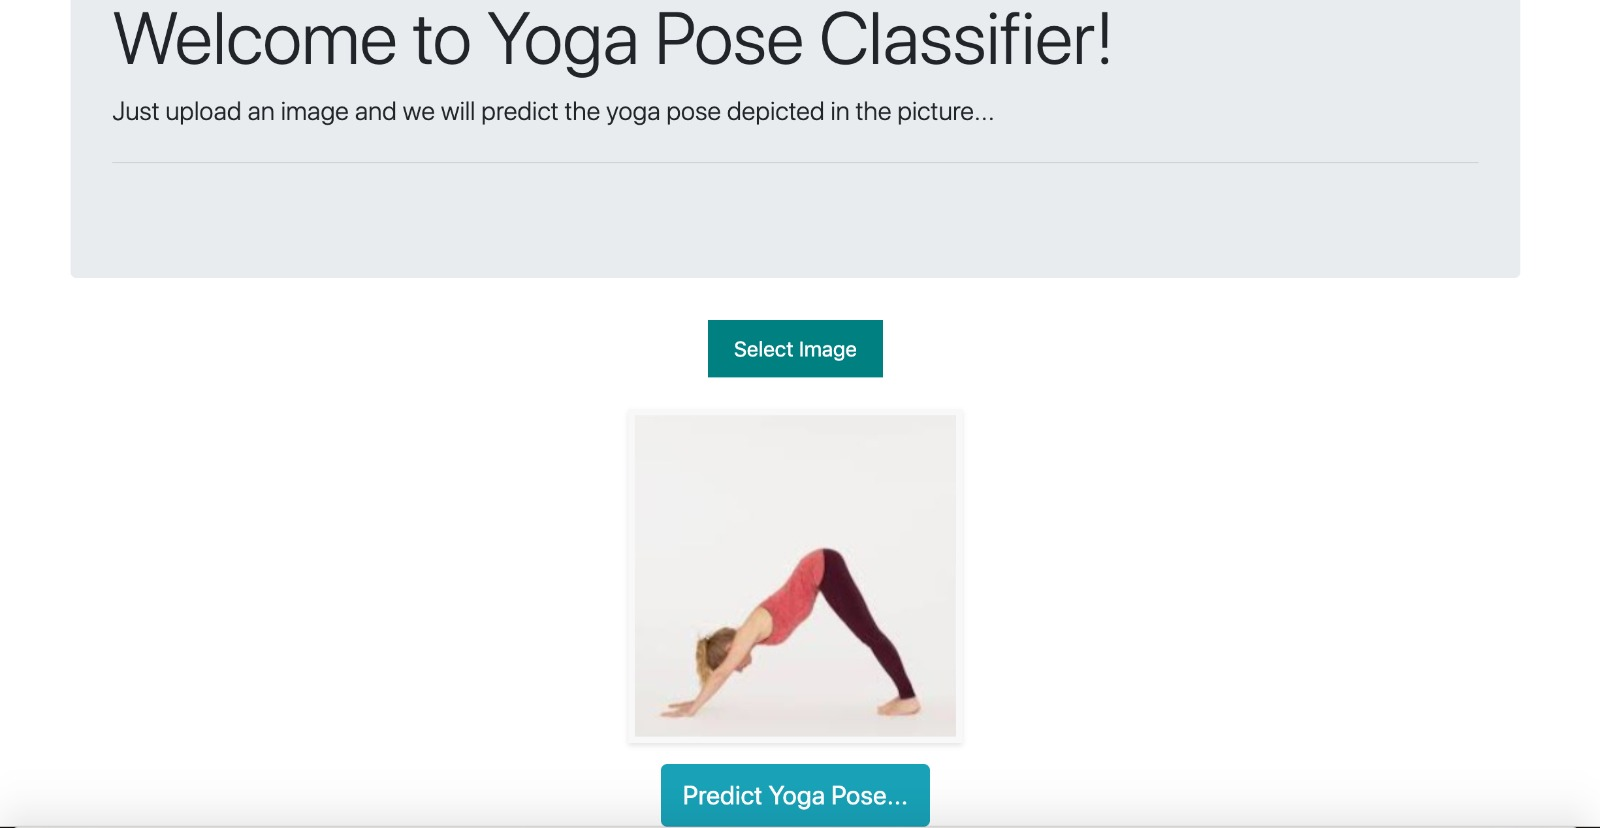 Welcome to Yoga Pose Classifier!
Just upload an image and we will predict the yoga pose depicted in the picture...
Select Image
Predict Yoga Pose...